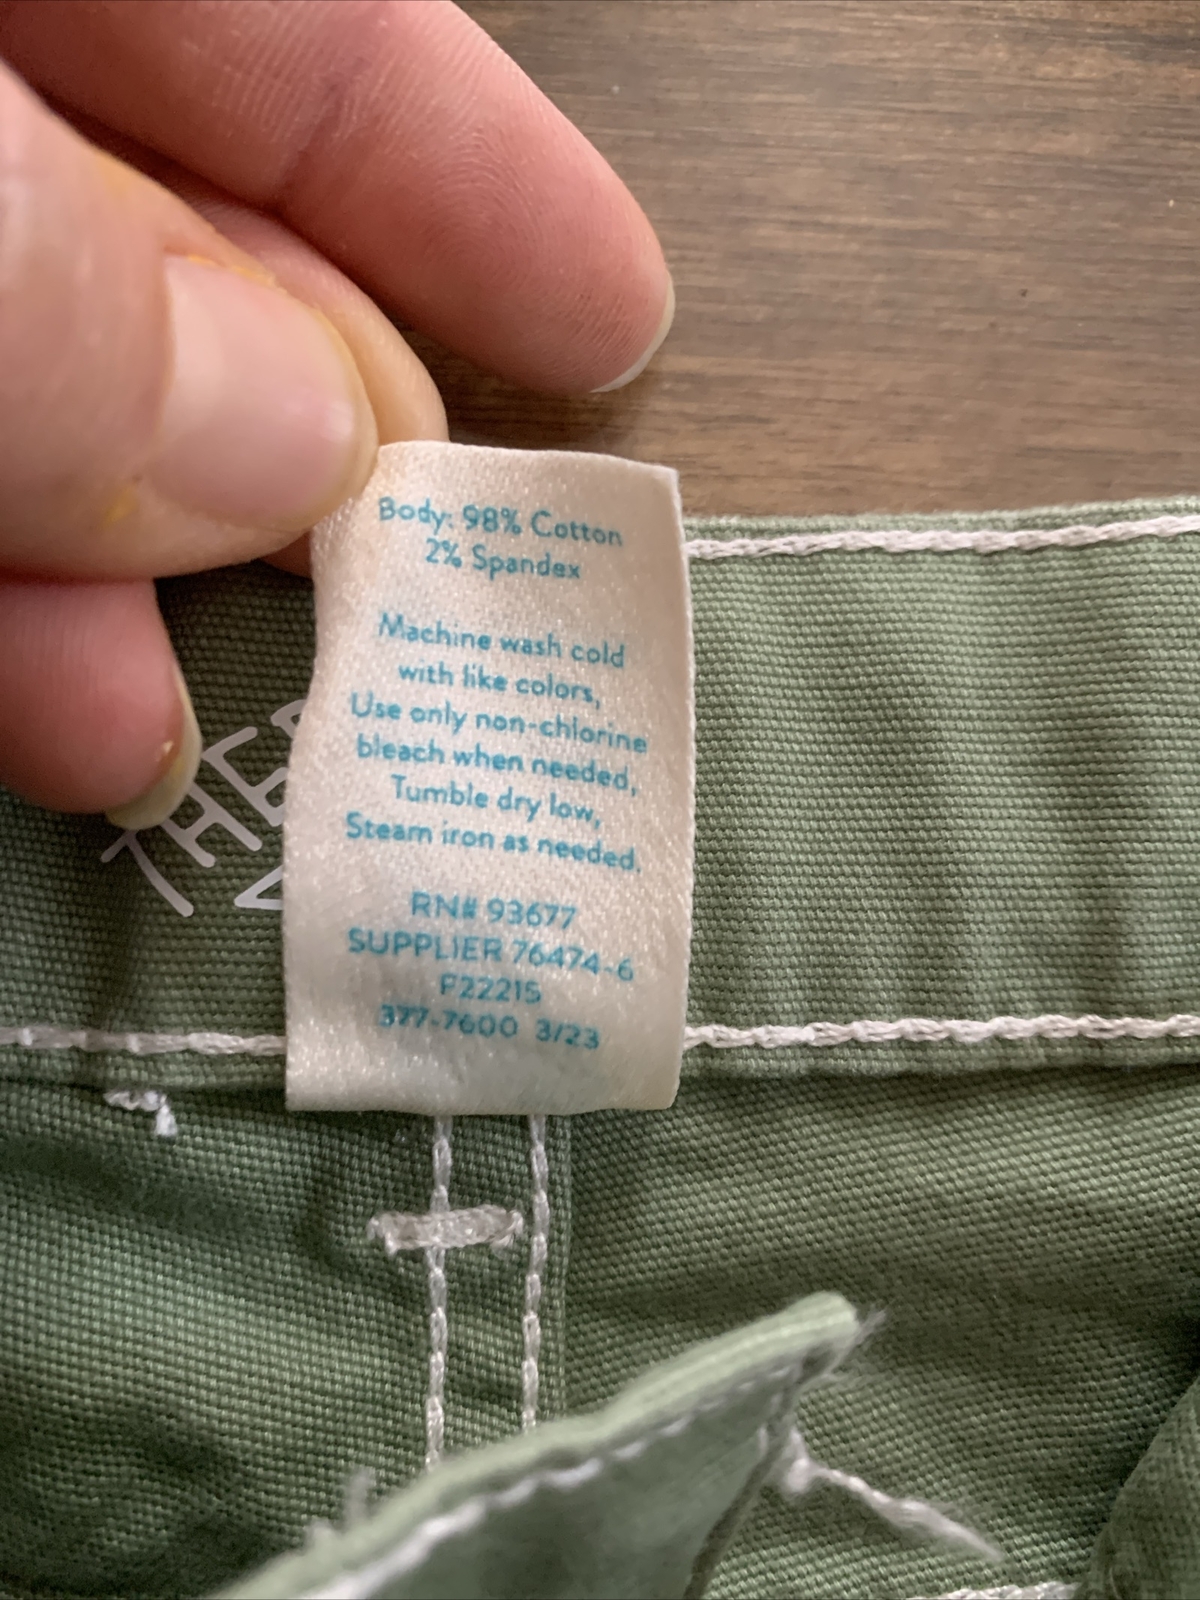 Body: 98% Cotton
2% Spandex
Machine wash cold
with like colors,
Use only non-chlorine
bleach when needed,
Tumble dry low,
Steam iron as needed.
RN# 93677
SUPPLIER 76474-6
F22215
377-7600 3/23